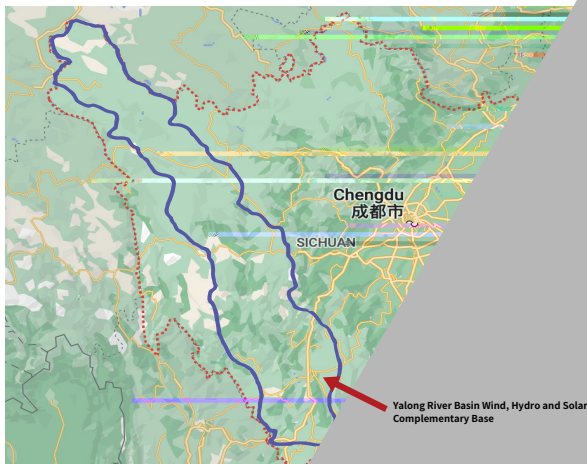 Chengdu
成都市
SICHUAN
Yalong River Basin Wind, Hydro and Solar
Complementary Base